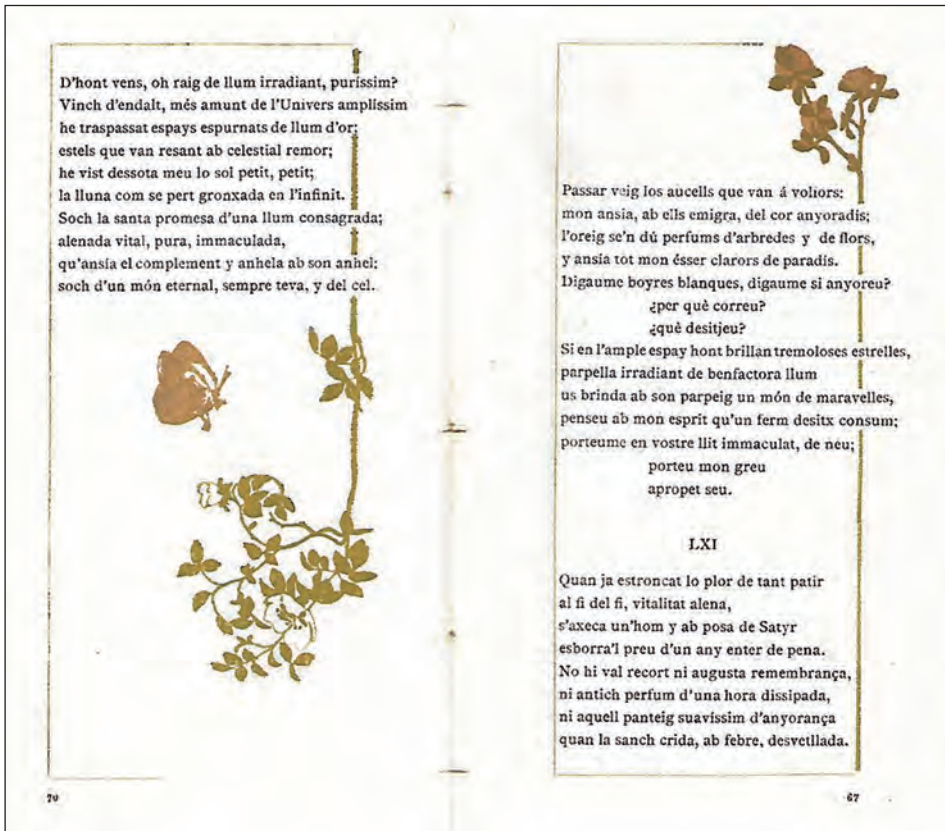 D'hont vens, oh raig de llum irradiant, puríssim?
Vinch d'endalt, més amunt de l'Univers amplíssim
he traspassat espays espurnats de llum d'or;
estels que van resant ab celestial remor;
he vist dessota meu lo sol petit, petit;
la lluna com se pert gronxada en l'infinit.
Soch la santa promesa d'una llum consagrada;
alenada vital, pura, immaculada,
qu'ansía el complement y anhela ab son anhel;
soch d'un món eternal, sempre teva, y del cel.
70
Passar veig los aucells que van á voliors:
mon ansia, ab ells emigra, del cor anyoradís;
l'oreig se'n dú perfums d'arbredes y de flors,
y ansía tot mon ésser clarors de paradís.
Digaume boyres blanques, digaume si anyoreu?
¿per què correu?
¿què desitjeu?
Si en l'ample espay hont brillan tremoloses estrelles,
parpella irradiant de benfactora llum
us brinda ab son parpeig un món de maravelles,
penseu ab mon esprit qu'un ferm desitx consum;
porteume en vostre llit immaculat, de neu;
porteu mon greu
apropet seu.
LXI
Quan ja estroncat lo plor de tant patir
al fi del fi, vitalitat alena,
s'axeca un'hom y ab posa de Satyr
esborra'l preu d'un any enter de pena.
No hi val recort ni augusta remembrança,
ni antich perfum d'una hora dissipada,
ni aquell panteig suavíssim d'anyorança
quan la sanch crida, ab febre, desvetllada.
67